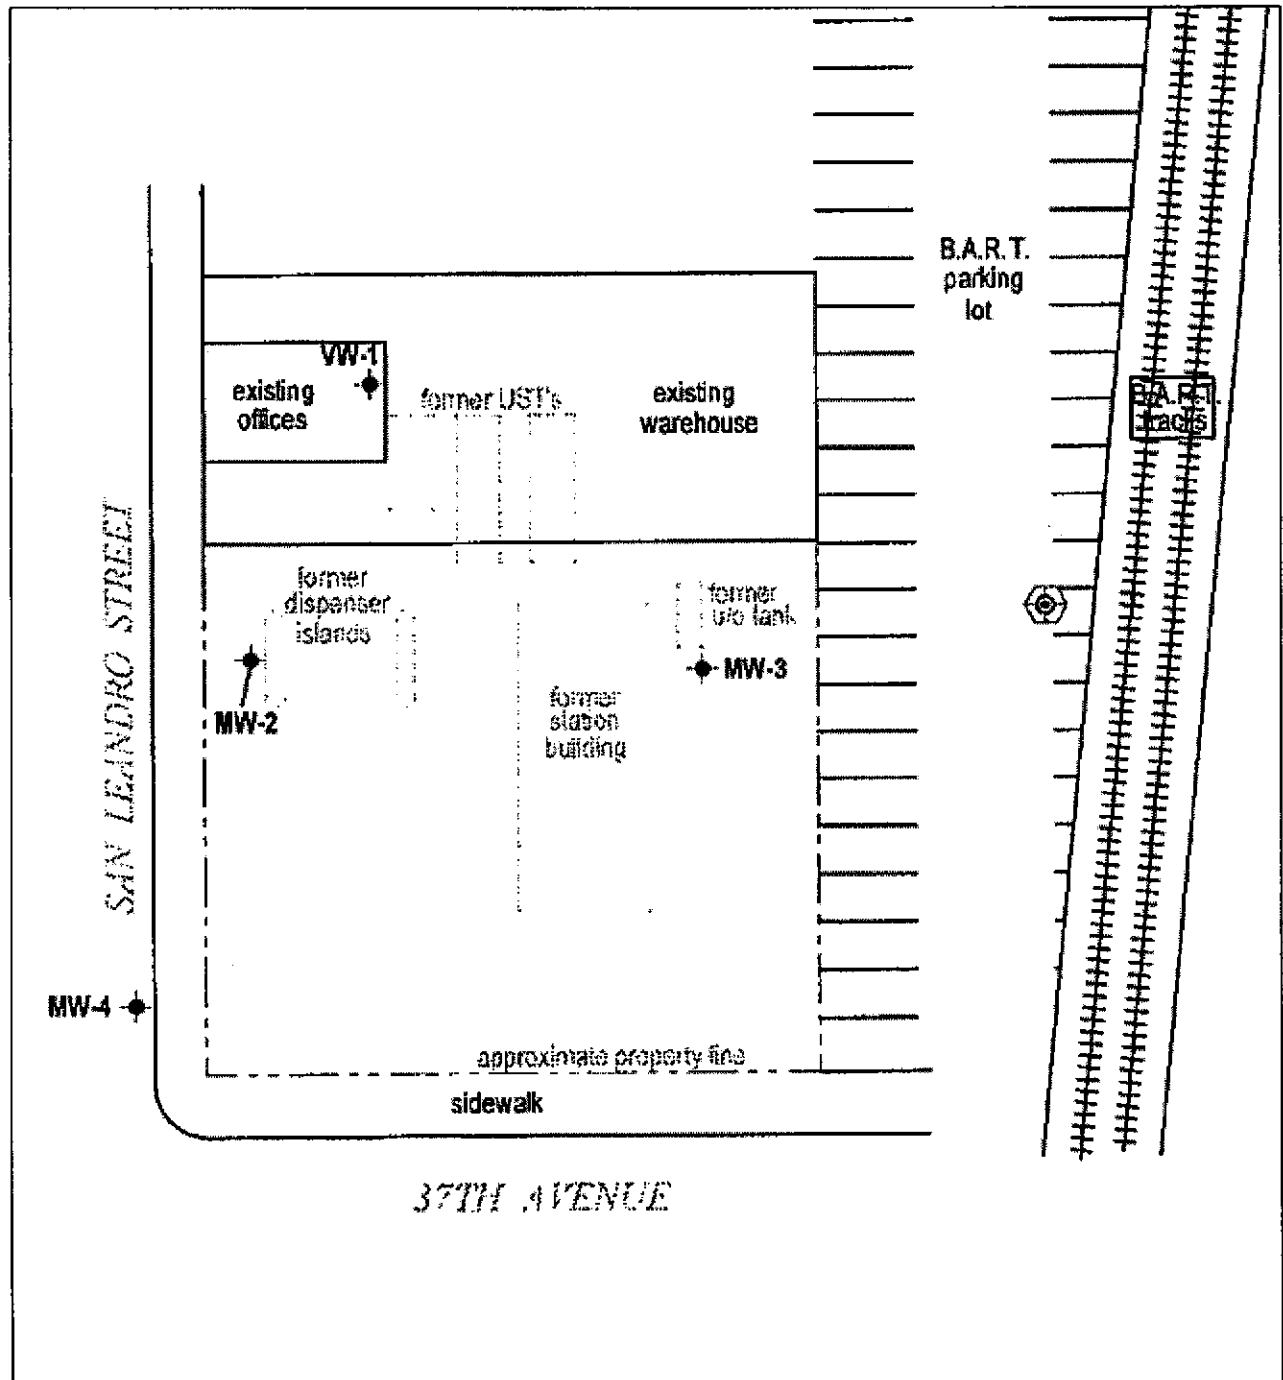 B.A.R.T.
parking
lot
VW-1
existing
offices
former UST's
existing
warehouse
B.A.R.T.
tracks
SAN LEANDRO STREET
former
dispenser
islands
former
u/o tank
MW-2
MW-3
former
station
building
MW-4
approximate property line
sidewalk
37TH AVENUE